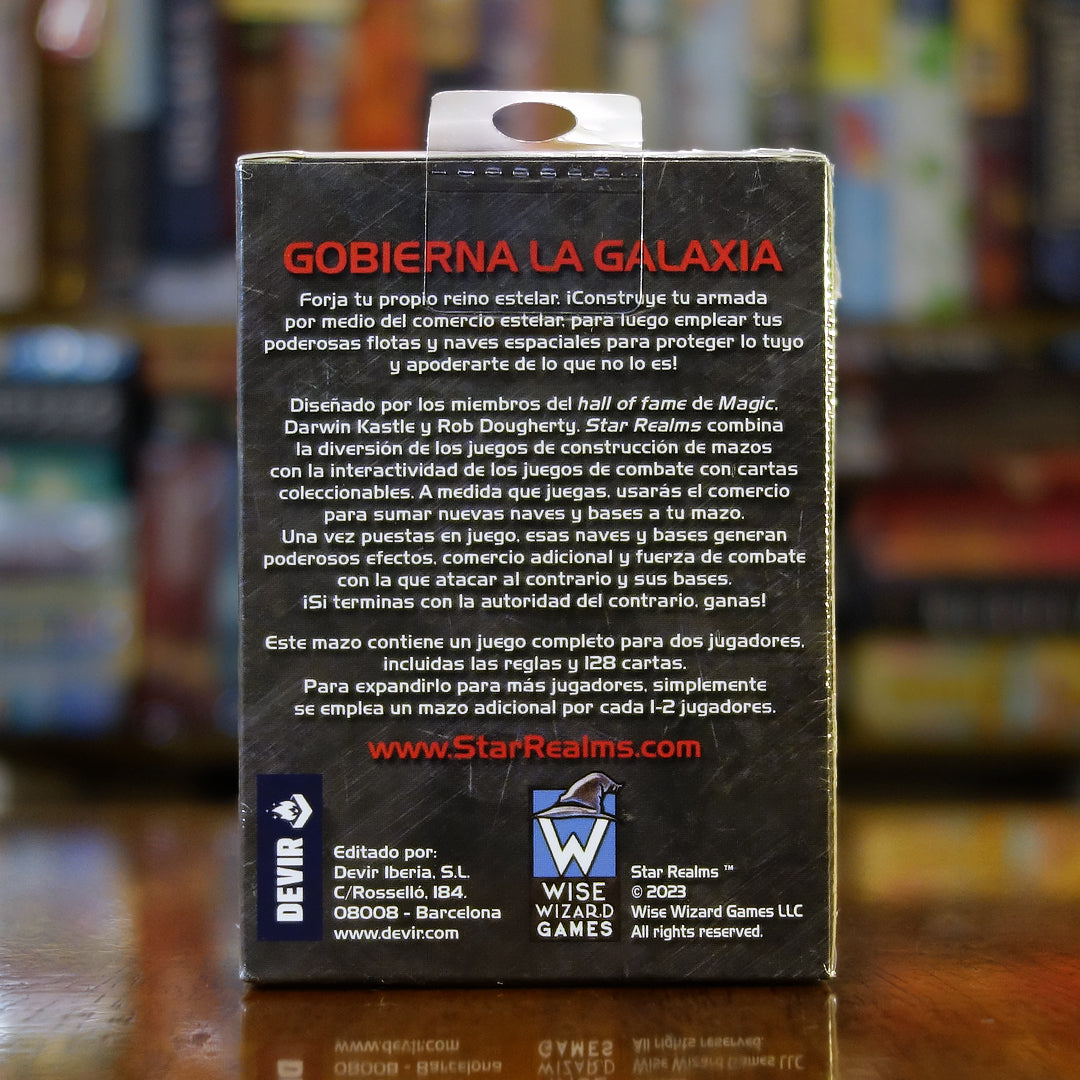 GOBIERNA LA GALAXIA
Forja tu propio reino estelar. ¡Construye tu armada
por medio del comercio estelar, para luego emplear tus
poderosas flotas y naves espaciales para proteger lo tuyo
y apoderarte de lo que no lo es!
Diseñado por los miembros del hall of fame de Magic,
Darwin Kastle y Rob Dougherty, Star Realms combina
la diversión de los juegos de construcción de mazos
con la interactividad de los juegos de combate con cartas
coleccionables. A medida que juegas, usarás el comercio
para sumar nuevas naves y bases a tu mazo.
Una vez puestas en juego, esas naves y bases generan
poderosos efectos, comercio adicional y fuerza de combate
con la que atacar al contrario y sus bases.
¡Si terminas con la autoridad del contrario, ganas!
Este mazo contiene un juego completo para dos jugadores,
incluidas las reglas y 128 cartas.
Para expandirlo para más jugadores, simplemente
se emplea un mazo adicional por cada 1-2 jugadores.
www.StarRealms.com
DEVIR
Editado por:
Devir Iberia, S.L.
C/Rosselló, 184.
08008 - Barcelona
www.devir.com
W
WISE
WIZARD
GAMES
Star Realms ™
© 2023
Wise Wizard Games LLC
All rights reserved.